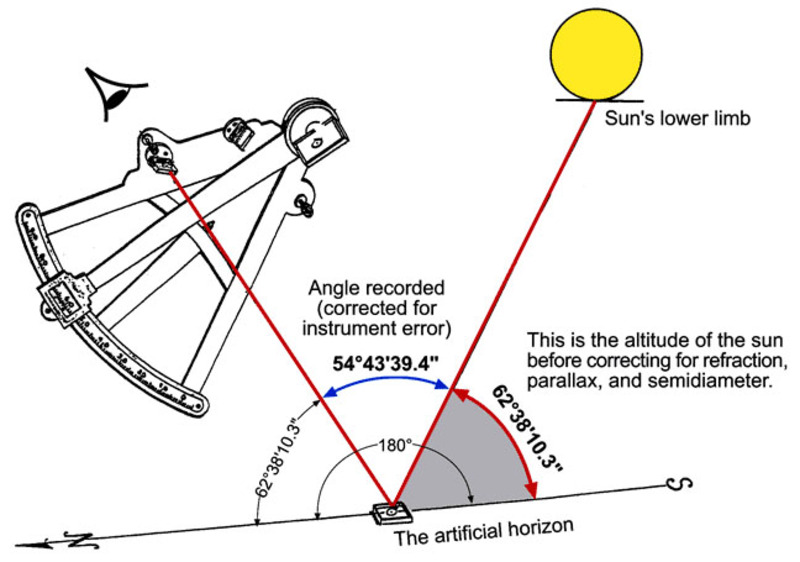 Sun's lower limb
Angle recorded
(corrected for
instrument error)
54°43'39.4"
This is the altitude of the sun
before correcting for refraction,
parallax, and semidiameter.
62°38'10.3"
62°38'10.3"
180°
S
N
The artificial horizon